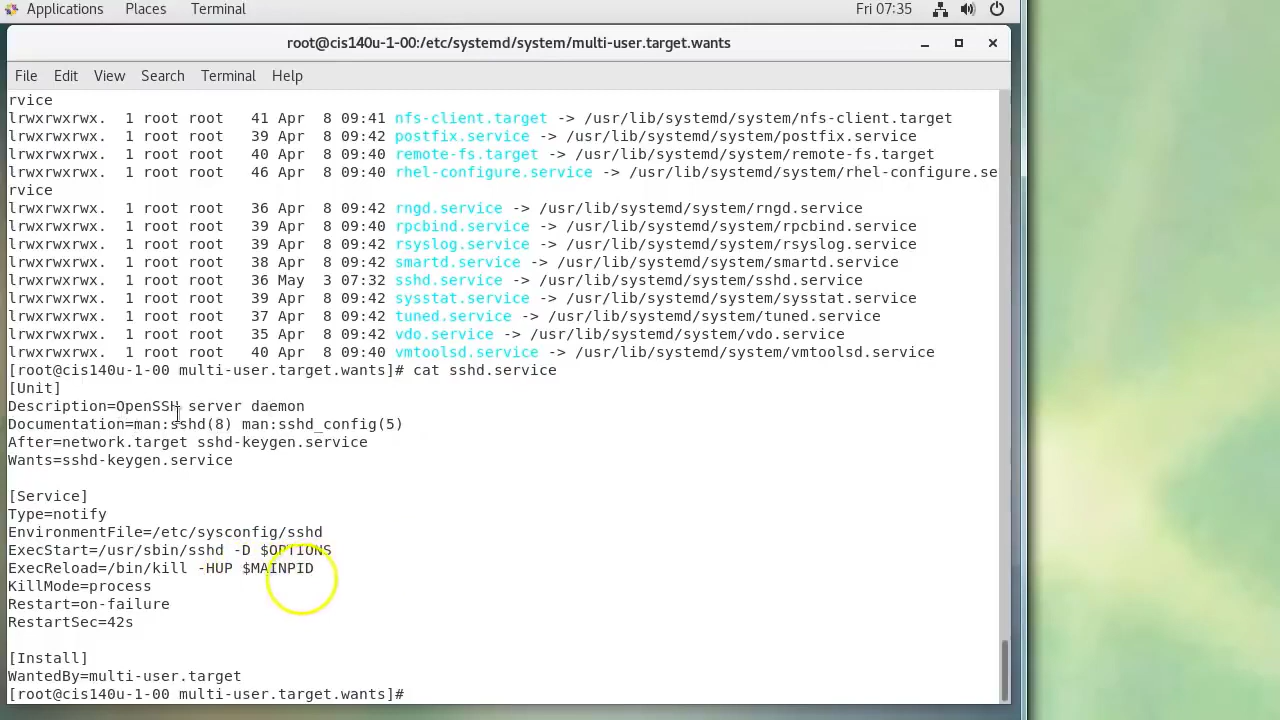 Applications Places Terminal Fri 07:35
root@cis140u-1-00:/etc/systemd/system/multi-user.target.wants
File Edit View Search Terminal Help
rvice
lrwxrwxrwx. 1 root root 41 Apr 8 09:41 nfs-client.target -> /usr/lib/systemd/system/nfs-client.target
lrwxrwxrwx. 1 root root 39 Apr 8 09:42 postfix.service -> /usr/lib/systemd/system/postfix.service
lrwxrwxrwx. 1 root root 40 Apr 8 09:40 remote-fs.target -> /usr/lib/systemd/system/remote-fs.target
lrwxrwxrwx. 1 root root 46 Apr 8 09:40 rhel-configure.service -> /usr/lib/systemd/system/rhel-configure.se
rvice
lrwxrwxrwx. 1 root root 36 Apr 8 09:42 rngd.service -> /usr/lib/systemd/system/rngd.service
lrwxrwxrwx. 1 root root 39 Apr 8 09:42 rpcbind.service -> /usr/lib/systemd/system/rpcbind.service
lrwxrwxrwx. 1 root root 39 Apr 8 09:42 rsyslog.service -> /usr/lib/systemd/system/rsyslog.service
lrwxrwxrwx. 1 root root 38 Apr 8 09:42 smartd.service -> /usr/lib/systemd/system/smartd.service
lrwxrwxrwx. 1 root root 36 May 3 07:32 sshd.service -> /usr/lib/systemd/system/sshd.service
lrwxrwxrwx. 1 root root 39 Apr 8 09:42 sysstat.service -> /usr/lib/systemd/system/sysstat.service
lrwxrwxrwx. 1 root root 37 Apr 8 09:42 tuned.service -> /usr/lib/systemd/system/tuned.service
lrwxrwxrwx. 1 root root 35 Apr 8 09:42 vdo.service -> /usr/lib/systemd/system/vdo.service
lrwxrwxrwx. 1 root root 40 Apr 8 09:40 vmtoolsd.service -> /usr/lib/systemd/system/vmtoolsd.service
[root@cis140u-1-00 multi-user.target.wants]# cat sshd.service
[Unit]
Description=OpenSSH server daemon
Documentation=man:sshd(8) man:sshd_config(5)
After=network.target sshd-keygen.service
Wants=sshd-keygen.service
[Service]
Type=notify
EnvironmentFile=/etc/sysconfig/sshd
ExecStart=/usr/sbin/sshd -D $OPTIONS
ExecReload=/bin/kill -HUP $MAINPID
KillMode=process
Restart=on-failure
RestartSec=42s
[Install]
WantedBy=multi-user.target
[root@cis140u-1-00 multi-user.target.wants]#